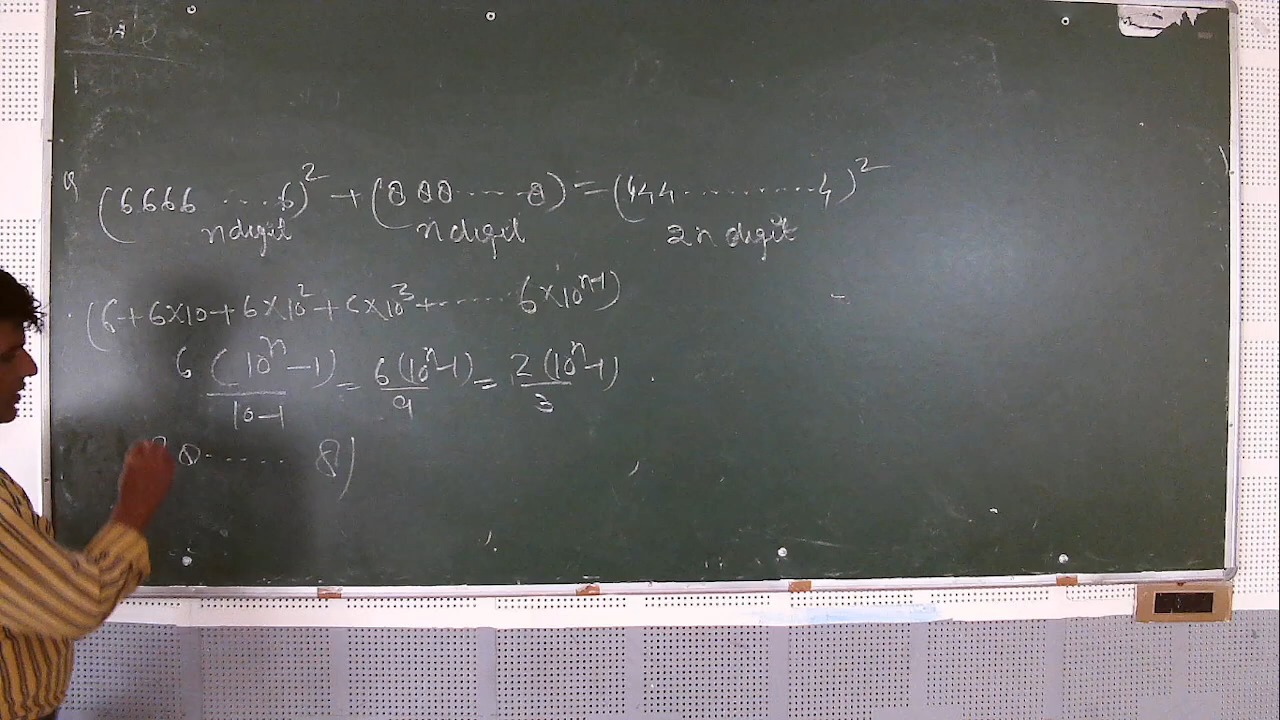 Date
Q (6666 ....6)² + (888......8) = (444..........4)²
n digit n digit 2n digit
(6+6×10+6×10²+6×10³+....... 6×10ⁿ⁻¹)
6 (10ⁿ-1)/10-1 = 6(10ⁿ-1)/9 = 2(10ⁿ-1)/3
8...... 8)